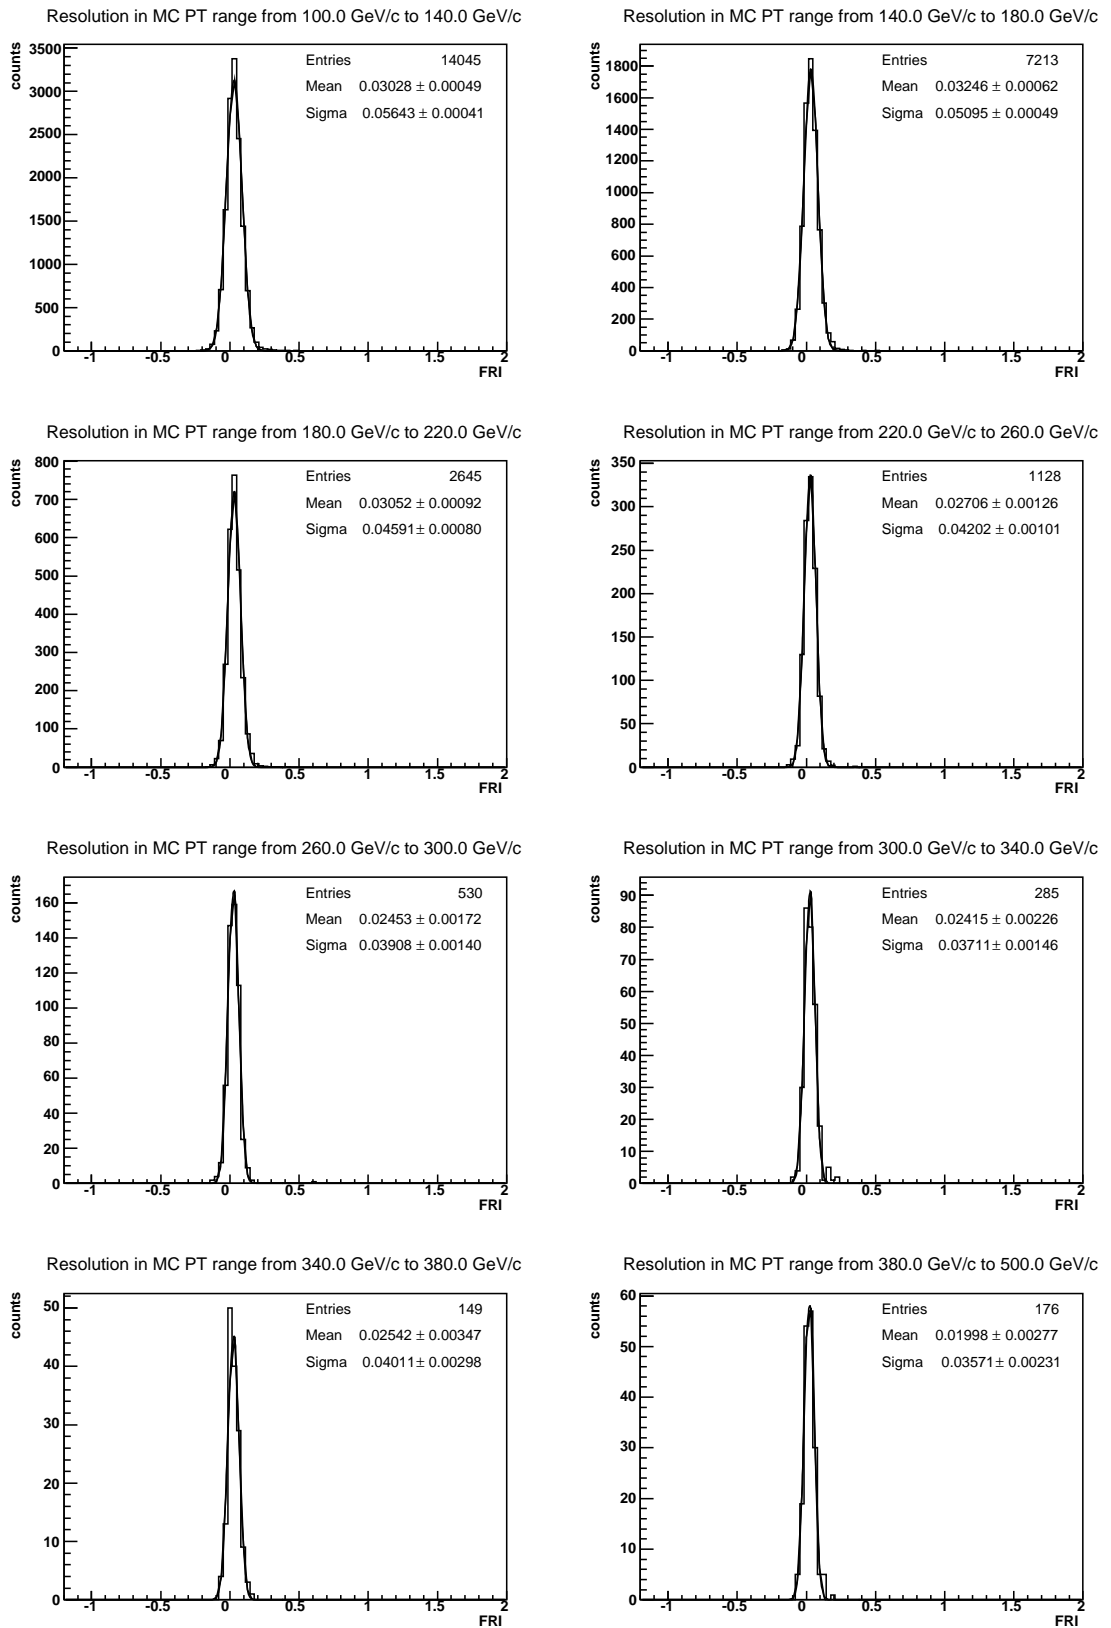 Resolution in MC PT range from 100.0 GeV/c to 140.0 GeV/c
counts
3500
3000
2500
2000
1500
1000
500
0
Entries 14045
Mean 0.03028 ± 0.00049
Sigma 0.05643 ± 0.00041
-1 -0.5 0 0.5 1 1.5 2
FRI
Resolution in MC PT range from 140.0 GeV/c to 180.0 GeV/c
counts
1800
1600
1400
1200
1000
800
600
400
200
0
Entries 7213
Mean 0.03246 ± 0.00062
Sigma 0.05095 ± 0.00049
-1 -0.5 0 0.5 1 1.5 2
FRI
Resolution in MC PT range from 180.0 GeV/c to 220.0 GeV/c
counts
800
700
600
500
400
300
200
100
0
Entries 2645
Mean 0.03052 ± 0.00092
Sigma 0.04591 ± 0.00080
-1 -0.5 0 0.5 1 1.5 2
FRI
Resolution in MC PT range from 220.0 GeV/c to 260.0 GeV/c
counts
350
300
250
200
150
100
50
0
Entries 1128
Mean 0.02706 ± 0.00126
Sigma 0.04202 ± 0.00101
-1 -0.5 0 0.5 1 1.5 2
FRI
Resolution in MC PT range from 260.0 GeV/c to 300.0 GeV/c
counts
160
140
120
100
80
60
40
20
0
Entries 530
Mean 0.02453 ± 0.00172
Sigma 0.03908 ± 0.00140
-1 -0.5 0 0.5 1 1.5 2
FRI
Resolution in MC PT range from 300.0 GeV/c to 340.0 GeV/c
counts
90
80
70
60
50
40
30
20
10
0
Entries 285
Mean 0.02415 ± 0.00226
Sigma 0.03711 ± 0.00146
-1 -0.5 0 0.5 1 1.5 2
FRI
Resolution in MC PT range from 340.0 GeV/c to 380.0 GeV/c
counts
50
40
30
20
10
0
Entries 149
Mean 0.02542 ± 0.00347
Sigma 0.04011 ± 0.00298
-1 -0.5 0 0.5 1 1.5 2
FRI
Resolution in MC PT range from 380.0 GeV/c to 500.0 GeV/c
counts
60
50
40
30
20
10
0
Entries 176
Mean 0.01998 ± 0.00277
Sigma 0.03571 ± 0.00231
-1 -0.5 0 0.5 1 1.5 2
FRI